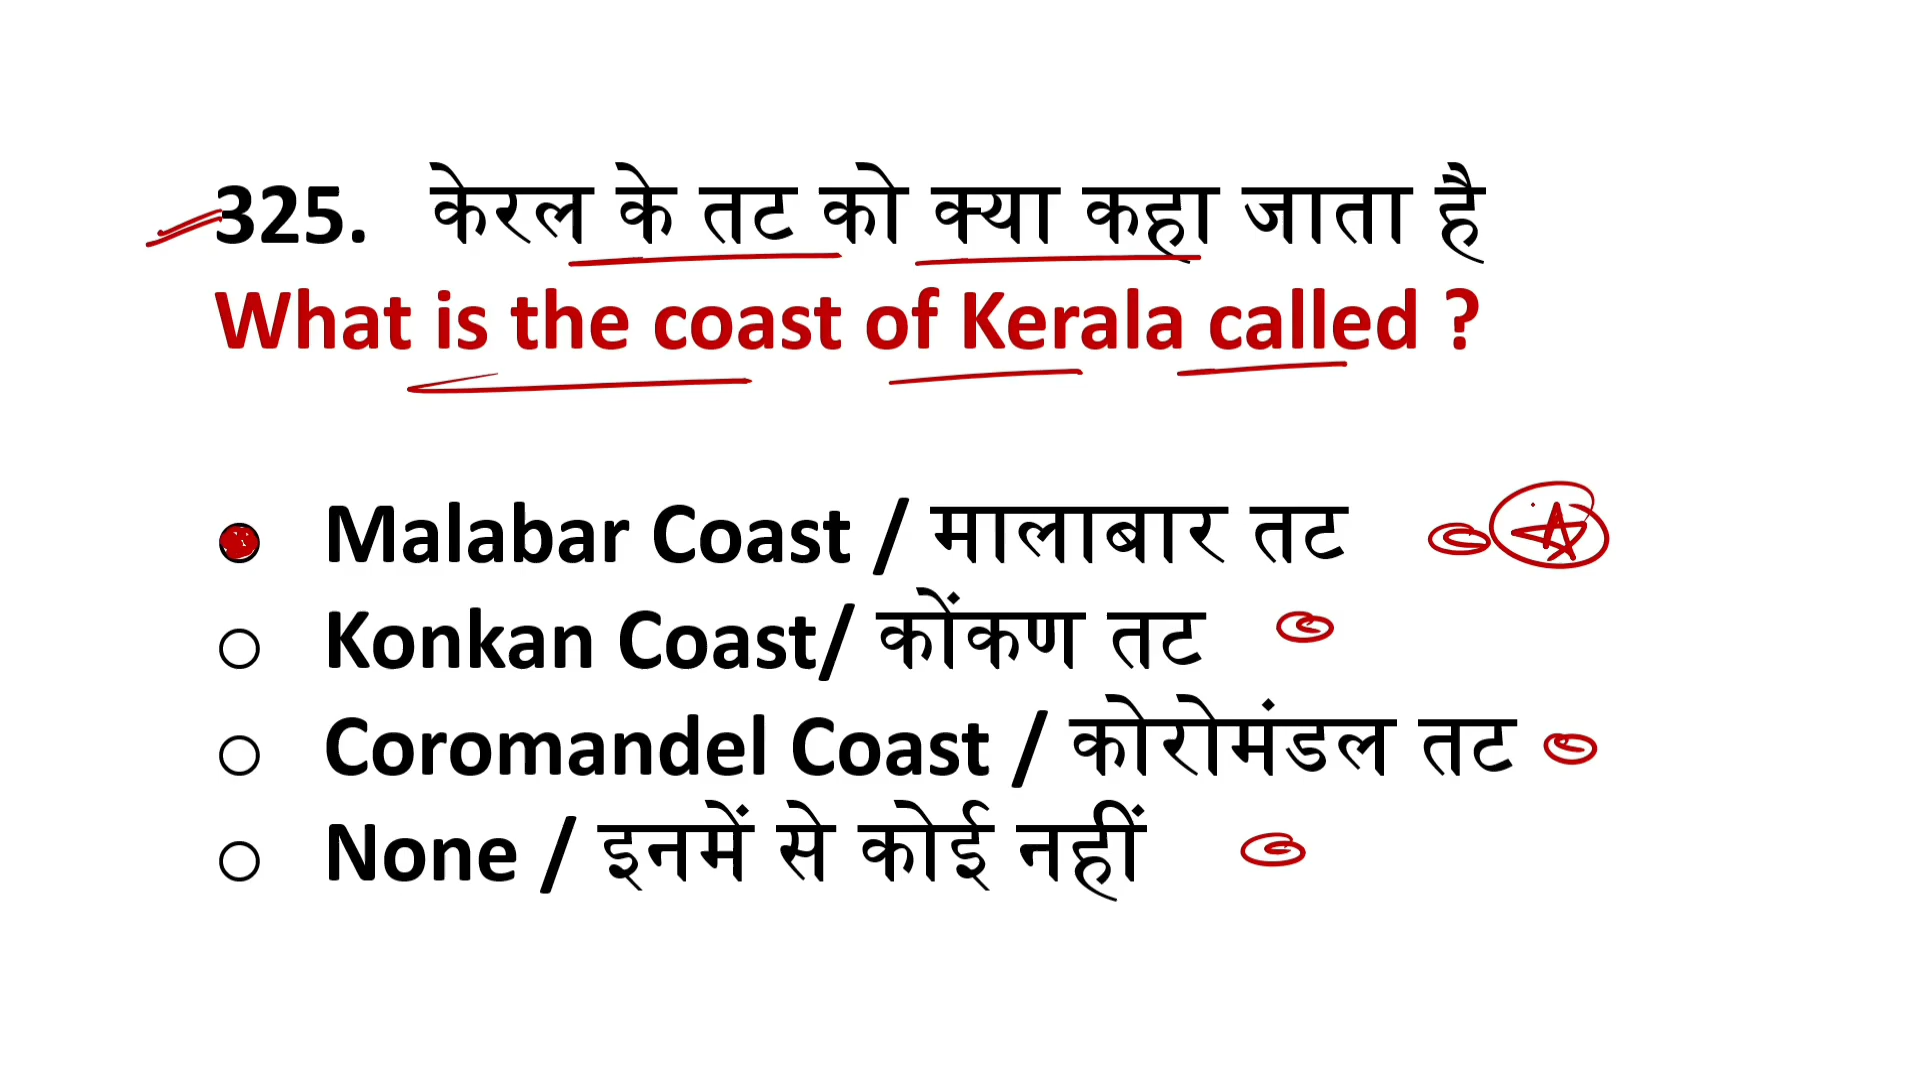 325. केरल के तट को क्या कहा जाता है
What is the coast of Kerala called ?
Malabar Coast / मालाबार तट
Konkan Coast/ कोंकण तट
Coromandel Coast / कोरोमंडल तट
None / इनमें से कोई नहीं